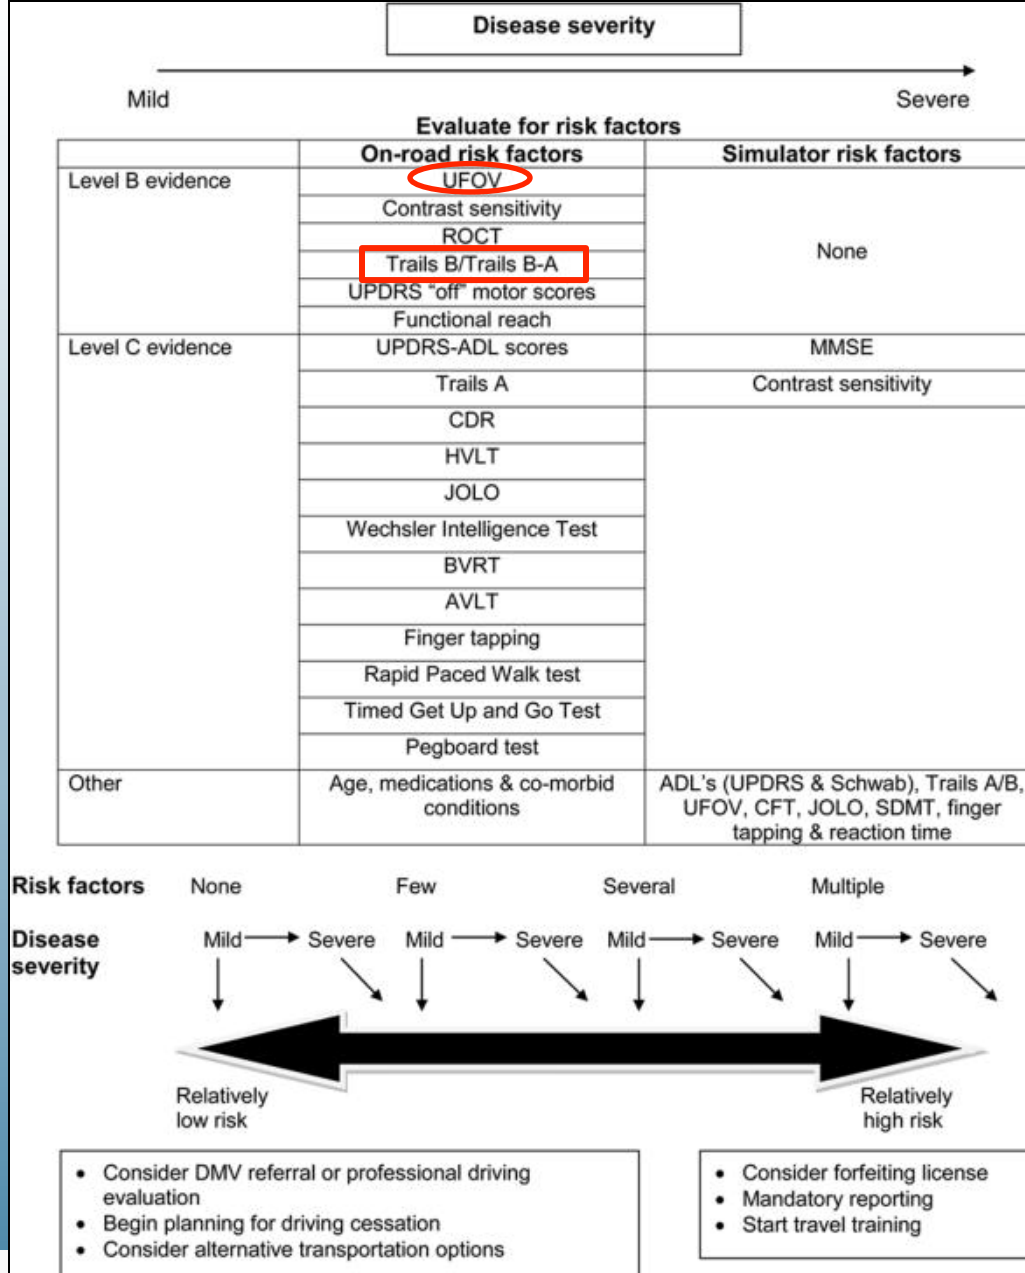 Disease severity
Mild Severe
Evaluate for risk factors
On-road risk factors Simulator risk factors
Level B evidence UFOV
Contrast sensitivity
ROCT
None
Trails B/Trails B-A
UPDRS "off" motor scores
Functional reach
Level C evidence UPDRS-ADL scores MMSE
Trails A Contrast sensitivity
CDR
HVLT
JOLO
Wechsler Intelligence Test
BVRT
AVLT
Finger tapping
Rapid Paced Walk test
Timed Get Up and Go Test
Pegboard test
Other Age, medications & co-morbid ADL's (UPDRS & Schwab), Trails A/B,
conditions UFOV, CFT, JOLO, SDMT, finger
tapping & reaction time
Risk factors None Few Several Multiple
Disease Mild Severe Mild Severe Mild Severe Mild Severe
severity
Relatively Relatively
low risk high risk
• Consider DMV referral or professional driving
evaluation
• Begin planning for driving cessation
• Consider alternative transportation options
• Consider forfeiting license
• Mandatory reporting
• Start travel training